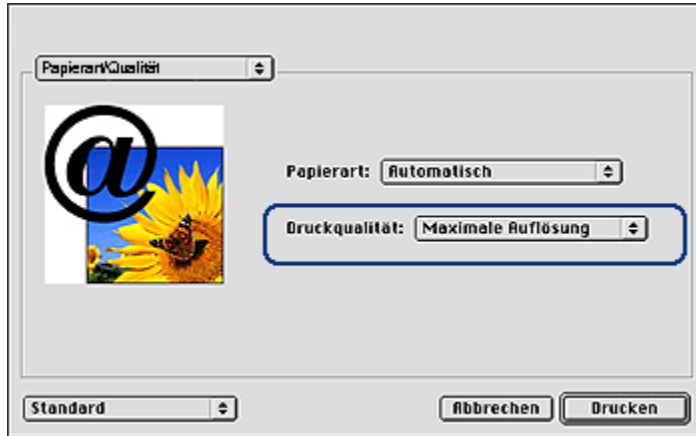 Papierart/Qualität
@
Papierart: Automatisch
Druckqualität: Maximale Auflösung
Standard
Abbrechen
Drucken